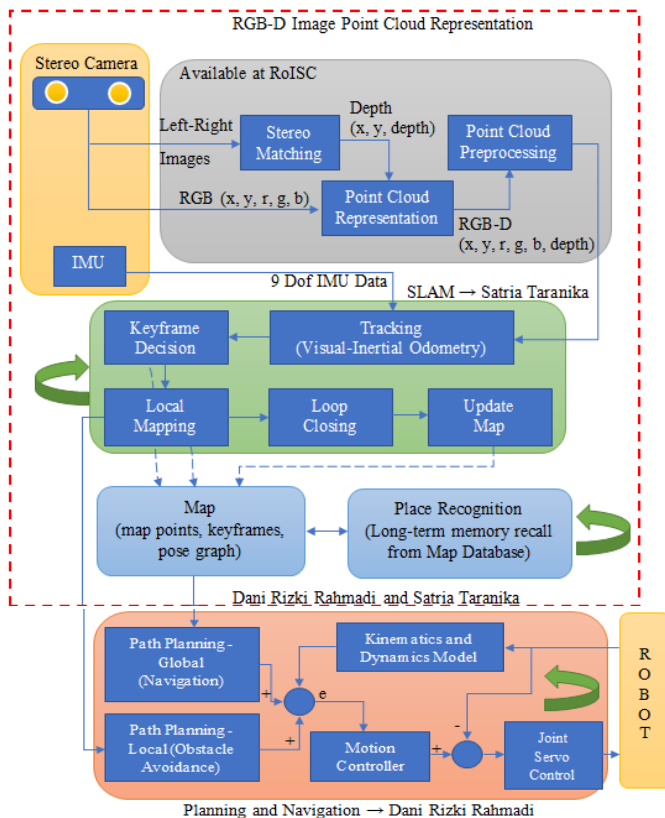 RGB-D Image Point Cloud Representation
Stereo Camera
Available at RoISC
Left-Right
Images
Stereo
Matching
Depth
(x, y, depth)
Point Cloud
Preprocessing
RGB (x, y, r, g, b)
Point Cloud
Representation
RGB-D
(x, y, r, g, b, depth)
IMU
9 Dof IMU Data
SLAM → Satria Taranika
Keyframe
Decision
Tracking
(Visual-Inertial Odometry)
Local
Mapping
Loop
Closing
Update
Map
Map
(map points, keyframes,
pose graph)
Place Recognition
(Long-term memory recall
from Map Database)
Dani Rizki Rahmadi and Satria Taranika
Path Planning -
Global
(Navigation)
Kinematics and
Dynamics Model
ROBOT
+
e
-
Path Planning -
Local (Obstacle
Avoidance)
+
Motion
Controller
+
Joint
Servo
Control
Planning and Navigation → Dani Rizki Rahmadi